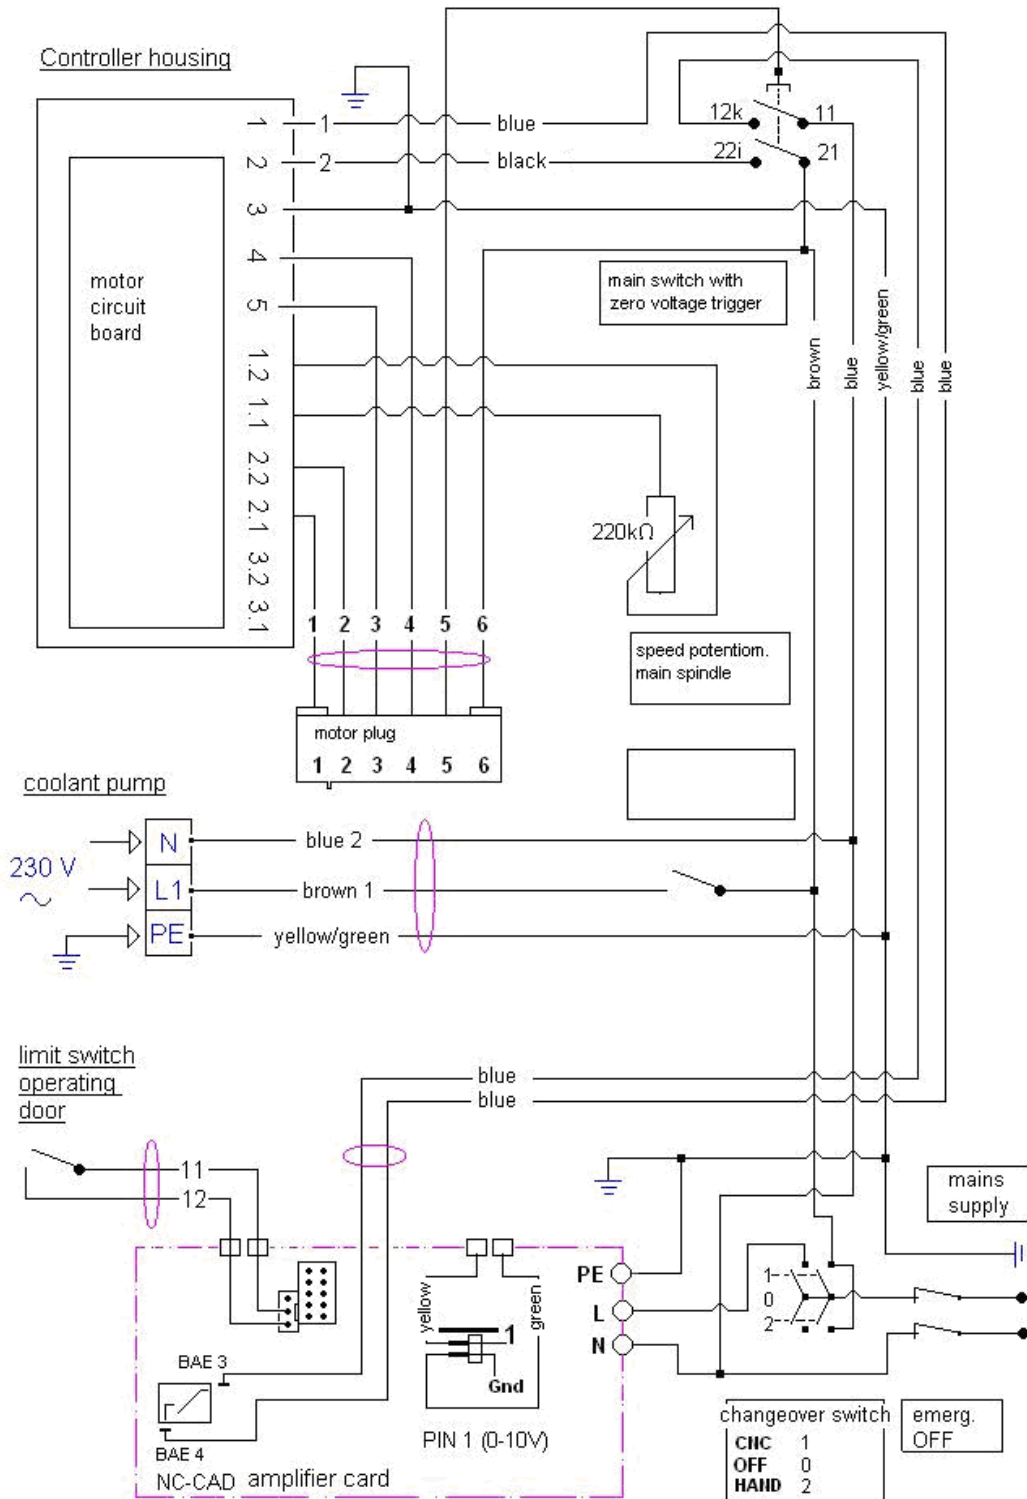 Controller housing
1 1 blue 12k 11
2 2 black 22i 21
3
4
5
1.2
1.1
2.2
2.1
3.2
3.1
motor
circuit
board
main switch with
zero voltage trigger
brown blue yellow/green blue blue
220kΩ
1 2 3 4 5 6
speed potentiom.
main spindle
motor plug
1 2 3 4 5 6
coolant pump
230 V
N blue 2
L1 brown 1
PE yellow/green
limit switch
operating
door
blue
blue
11
12
mains
supply
PE
L
N
1
0
2
yellow green
1
Gnd
PIN 1 (0-10V)
BAE 3
BAE 4
NC-CAD amplifier card
changeover switch
CNC 1
OFF 0
HAND 2
emerg.
OFF